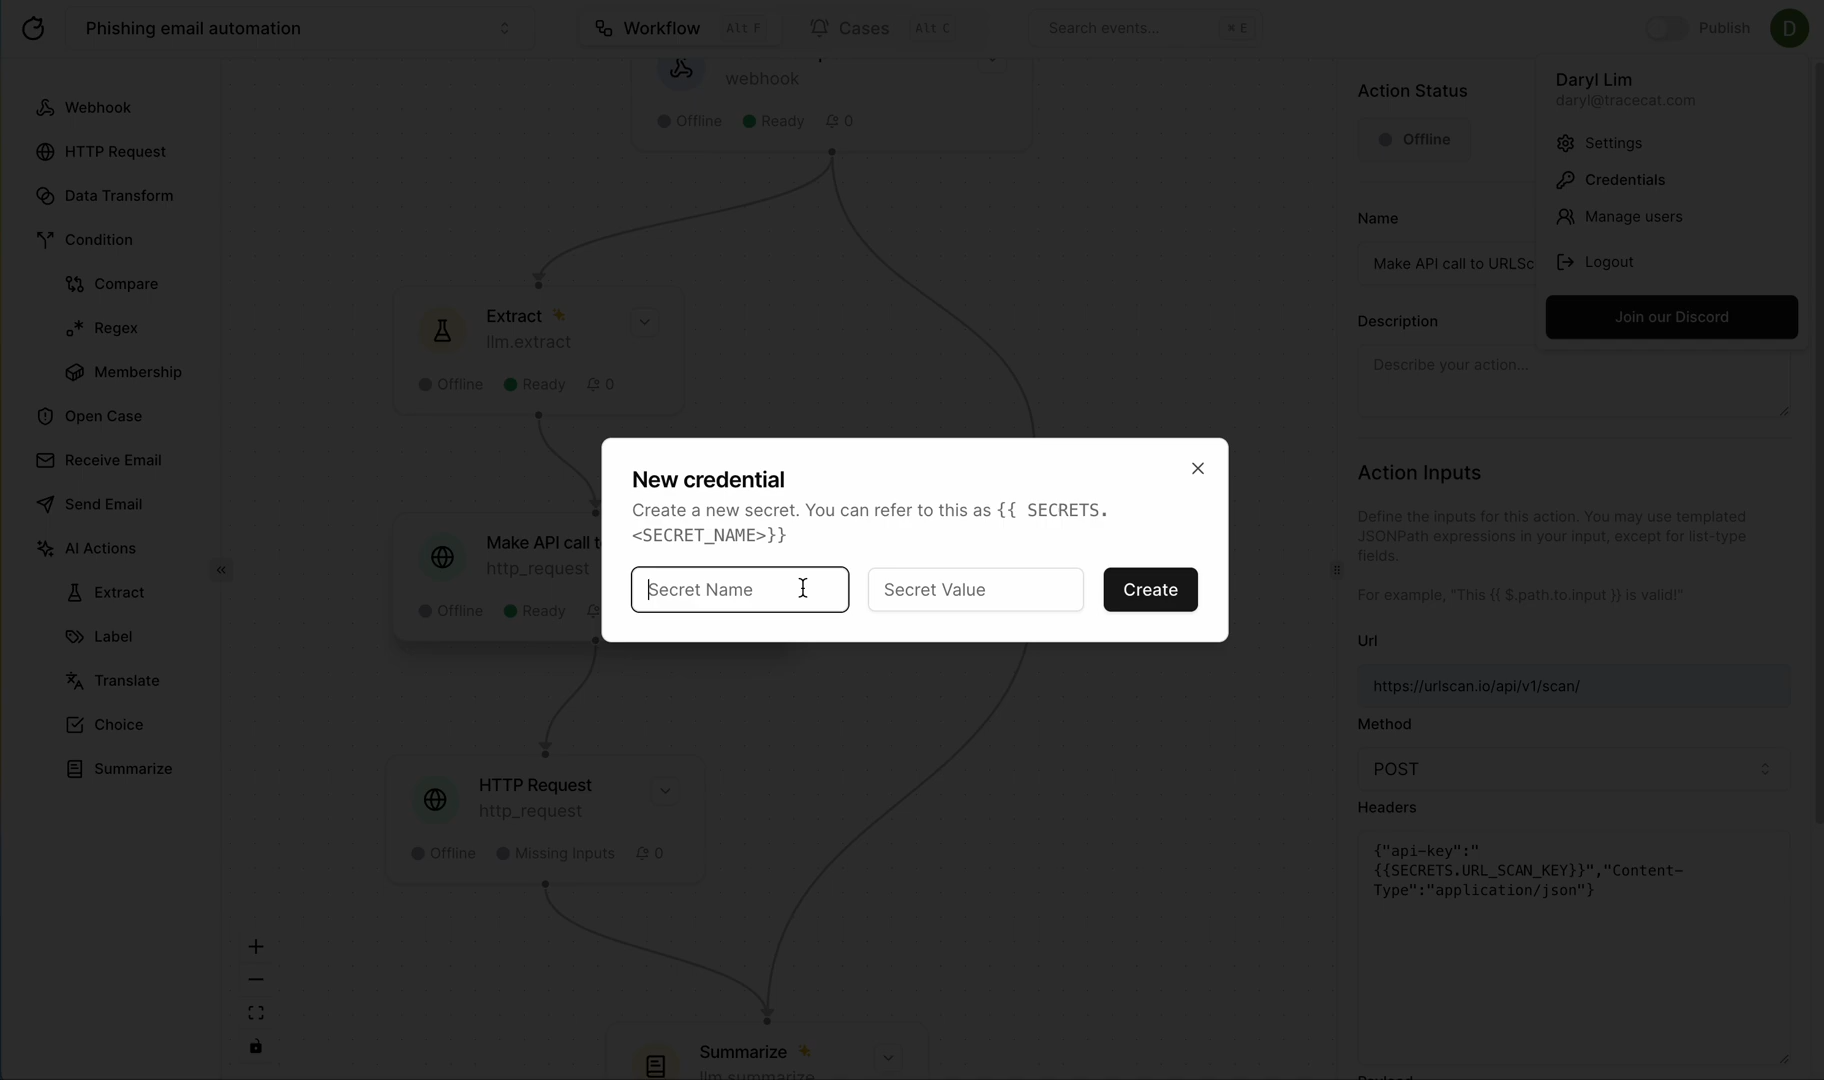 Phishing email automation
Workflow
Alt F
Cases
Alt C
Search events...
⌘ E
Publish
D
Webhook
HTTP Request
Data Transform
Condition
Compare
Regex
Membership
Open Case
Receive Email
Send Email
AI Actions
Extract
Label
Translate
Choice
Summarize
webhook
Offline
Ready
0
Extract
llm.extract
Offline
Ready
0
Make API call t
http_request
Offline
Ready
HTTP Request
http_request
Offline
Missing Inputs
0
Summarize
llm.summarize
New credential
Create a new secret. You can refer to this as {{ SECRETS.
<SECRET_NAME>}}
Secret Name
Secret Value
Create
Daryl Lim
daryl@tracecat.com
Settings
Credentials
Manage users
Logout
Join our Discord
Action Status
Offline
Name
Make API call to URLSc
Description
Describe your action...
Action Inputs
Define the inputs for this action. You may use templated
JSONPath expressions in your input, except for list-type
fields.
For example, "This {{ $.path.to.input }} is valid!"
Url
https://urlscan.io/api/v1/scan/
Method
POST
Headers
{"api-key":"
{{SECRETS.URL_SCAN_KEY}}","Content-
Type":"application/json"}